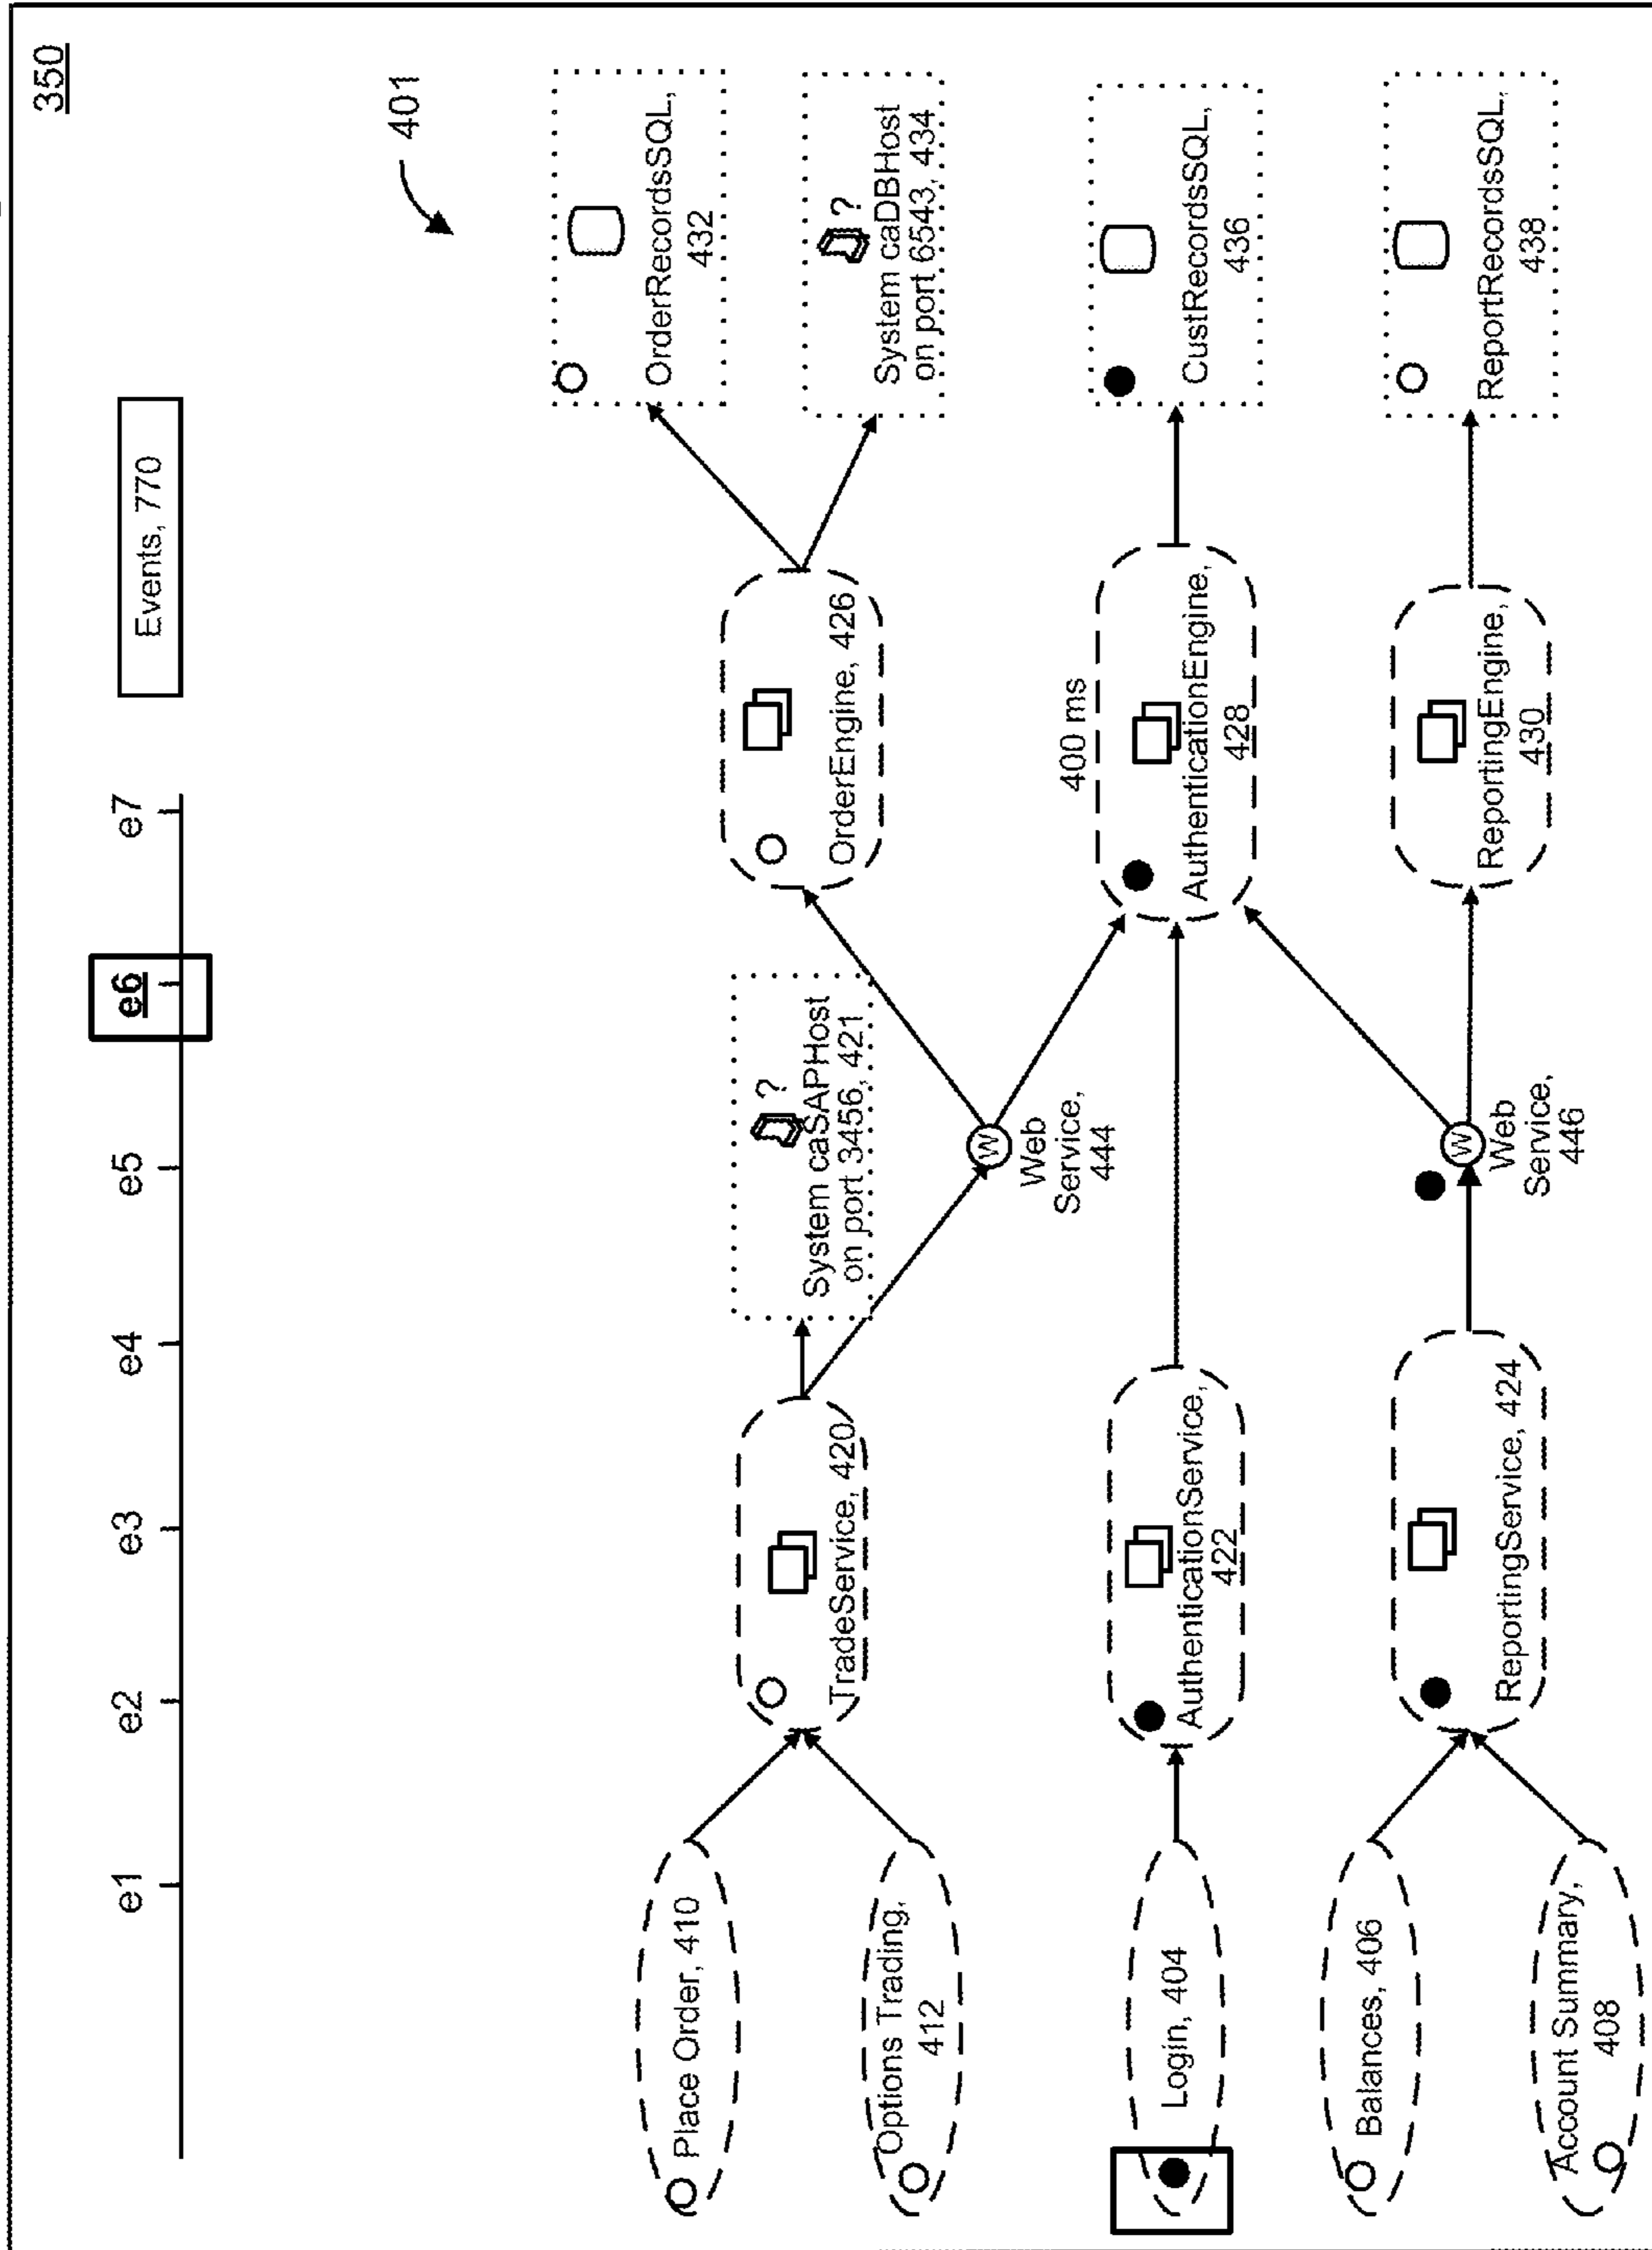 350
Events, 770
e1
e2
e3
e4
e5
e6
e7
401
Place Order, 410
Options Trading,
412
Login, 404
Balances, 406
Account Summary,
408
TradeService, 420
AuthenticationService,
422
ReportingService, 424
System caSAPHost
on port 3456, 421
?
W
Web
Service,
444
W
Web
Service,
446
OrderEngine, 426
400 ms
AuthenticationEngine,
428
ReportingEngine,
430
OrderRecordsSQL,
432
?
System caDBHost
on port 6543, 434
CustRecordsSQL,
436
ReportRecordsSQL,
438